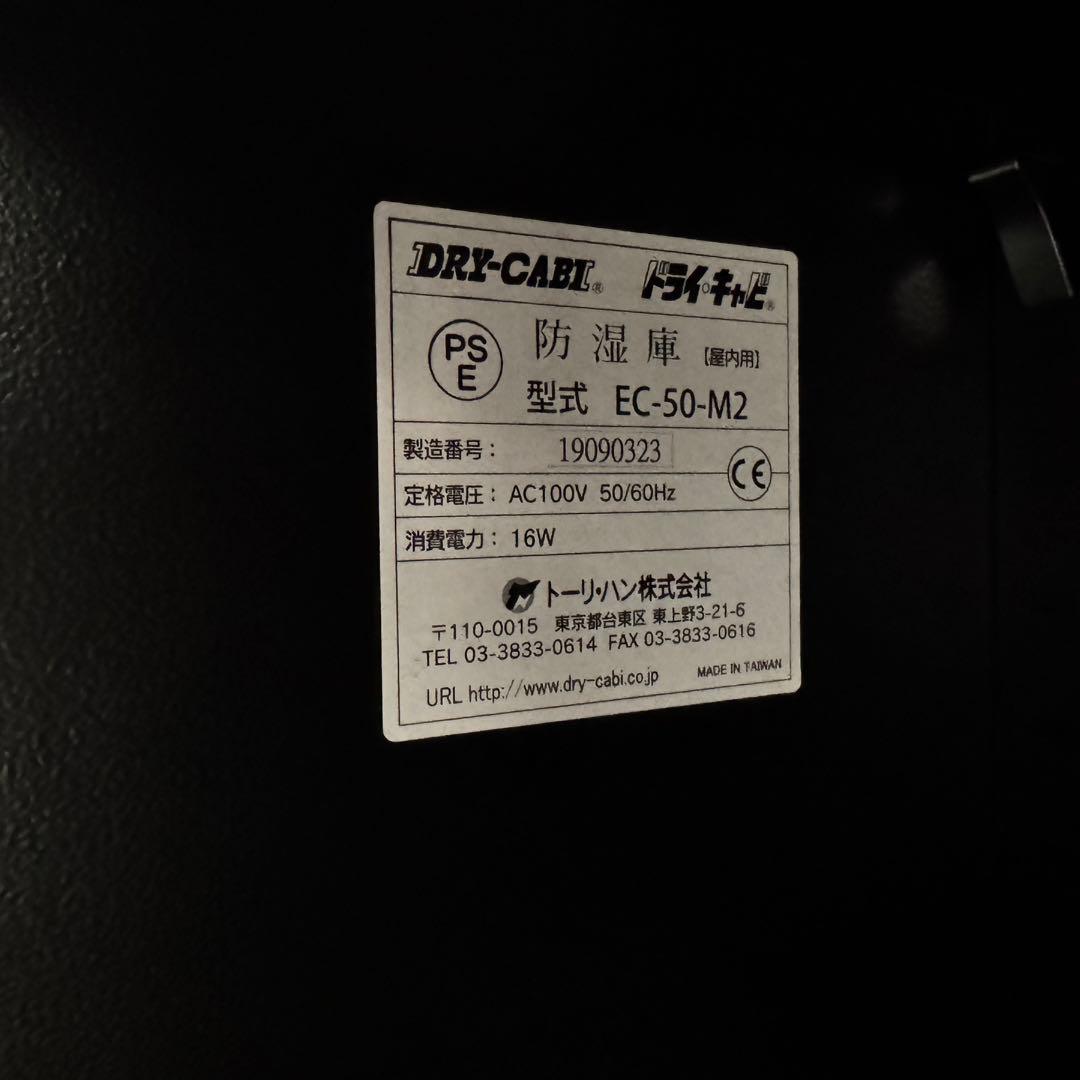 DRY-CABI® ドライ・キャビ®
PSE 防湿庫 【屋内用】
型式 EC-50-M2
製造番号： 19090323
定格電圧： AC100V 50/60Hz CE
消費電力： 16W
トーリ・ハン株式会社
〒110-0015 東京都台東区 東上野3-21-6
TEL 03-3833-0614 FAX 03-3833-0616
URL http://www.dry-cabi.co.jp MADE IN TAIWAN